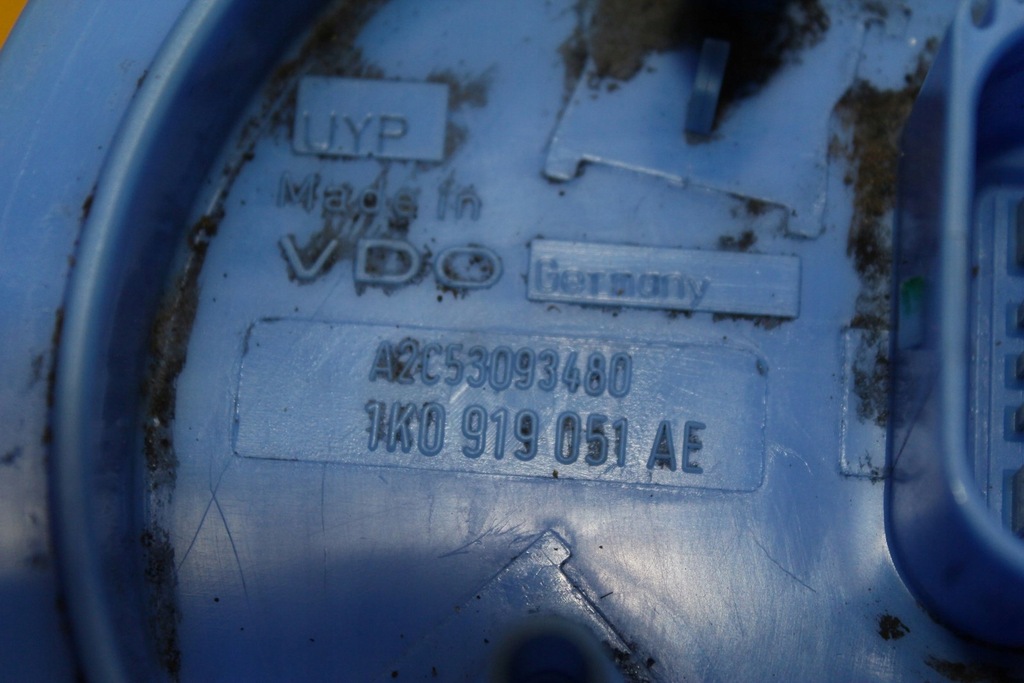 UYP
Made in
VDO Germany
A2C53093480
1K0 919 051 AE